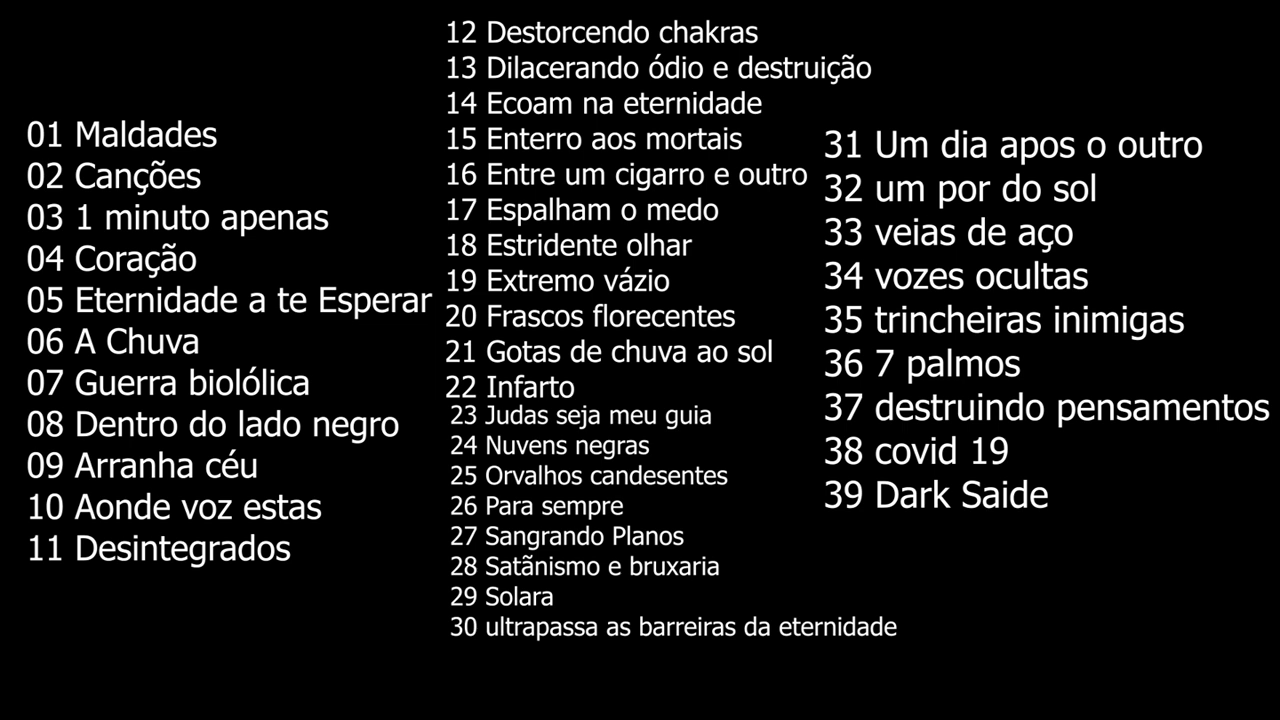 01 Maldades
02 Canções
03 1 minuto apenas
04 Coração
05 Eternidade a te Esperar
06 A Chuva
07 Guerra biolólica
08 Dentro do lado negro
09 Arranha céu
10 Aonde voz estas
11 Desintegrados
12 Destorcendo chakras
13 Dilacerando ódio e destruição
14 Ecoam na eternidade
15 Enterro aos mortais
16 Entre um cigarro e outro
17 Espalham o medo
18 Estridente olhar
19 Extremo vázio
20 Frascos florecentes
21 Gotas de chuva ao sol
22 Infarto
23 Judas seja meu guia
24 Nuvens negras
25 Orvalhos candesentes
26 Para sempre
27 Sangrando Planos
28 Satãnismo e bruxaria
29 Solara
30 ultrapassa as barreiras da eternidade
31 Um dia apos o outro
32 um por do sol
33 veias de aço
34 vozes ocultas
35 trincheiras inimigas
36 7 palmos
37 destruindo pensamentos
38 covid 19
39 Dark Saide